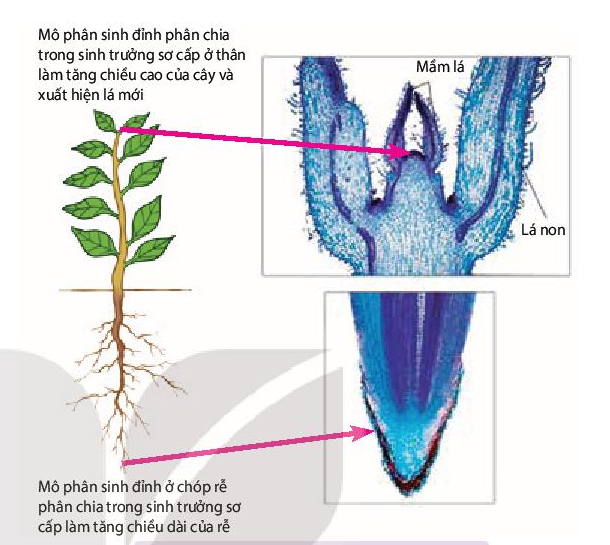 Mô phân sinh đỉnh phân chia
trong sinh trưởng sơ cấp ở thân
làm tăng chiều cao của cây và
xuất hiện lá mới
Mầm lá
Lá non
Mô phân sinh đỉnh ở chóp rễ
phân chia trong sinh trưởng sơ
cấp làm tăng chiều dài của rễ